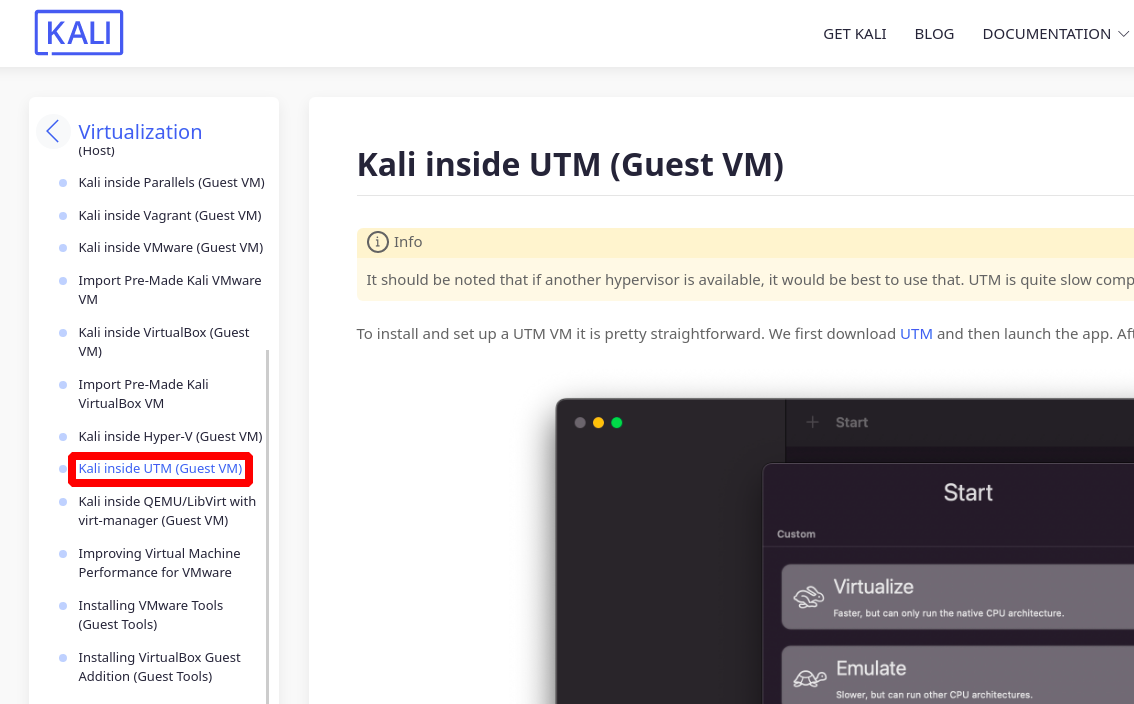 KALI
GET KALI
BLOG
DOCUMENTATION
Virtualization
(Host)
Kali inside Parallels (Guest VM)
Kali inside Vagrant (Guest VM)
Kali inside VMware (Guest VM)
Import Pre-Made Kali VMware
VM
Kali inside VirtualBox (Guest
VM)
Import Pre-Made Kali
VirtualBox VM
Kali inside Hyper-V (Guest VM)
Kali inside UTM (Guest VM)
Kali inside QEMU/LibVirt with
virt-manager (Guest VM)
Improving Virtual Machine
Performance for VMware
Installing VMware Tools
(Guest Tools)
Installing VirtualBox Guest
Addition (Guest Tools)
Kali inside UTM (Guest VM)
Info
It should be noted that if another hypervisor is available, it would be best to use that. UTM is quite slow comp
To install and set up a UTM VM it is pretty straightforward. We first download UTM and then launch the app. Aft
Start
Start
Custom
Virtualize
Faster, but can only run the native CPU architecture.
Emulate
Slower, but can run other CPU architectures.